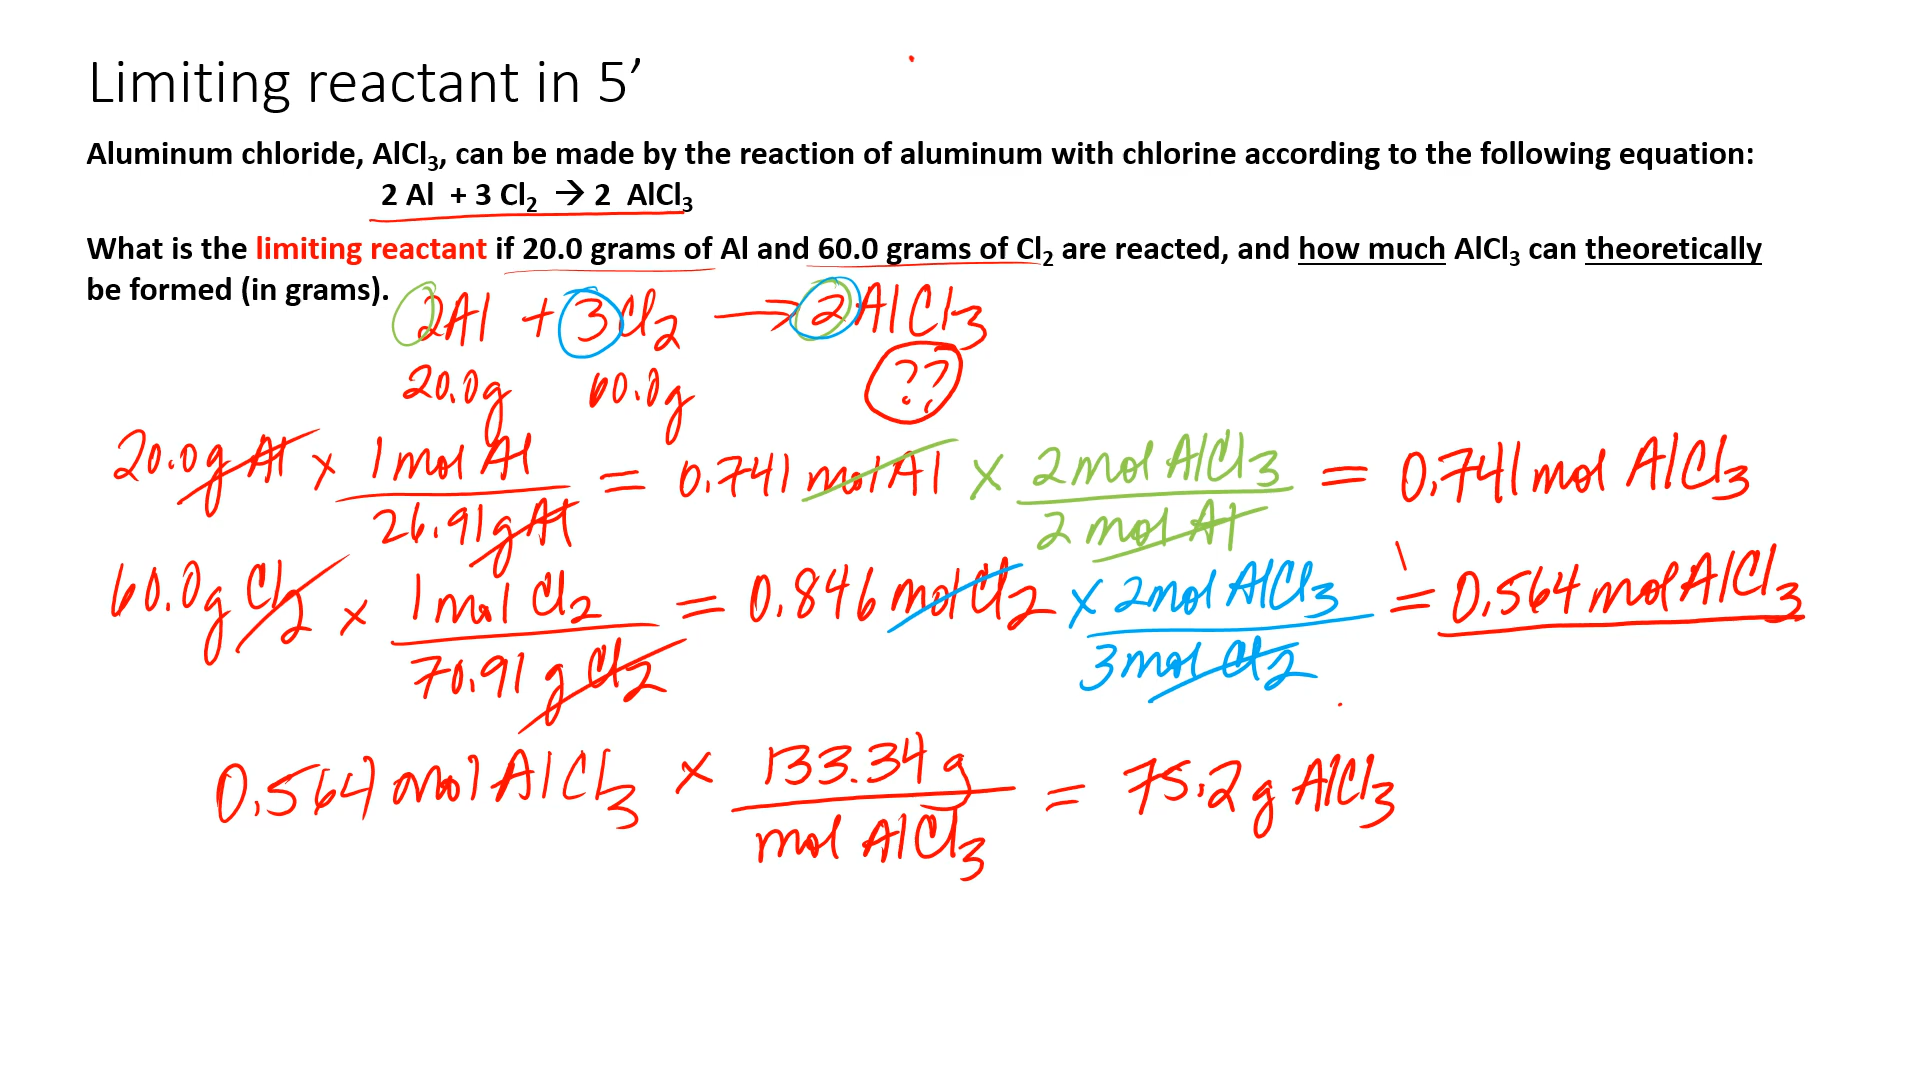 Limiting reactant in 5’
Aluminum chloride, AlCl3, can be made by the reaction of aluminum with chlorine according to the following equation:
2 Al + 3 Cl2 → 2 AlCl3
What is the limiting reactant if 20.0 grams of Al and 60.0 grams of Cl2 are reacted, and how much AlCl3 can theoretically
be formed (in grams).
2Al + 3Cl2 → 2AlCl3
20.0g 60.0g ??
20.0g Al × 1 mol Al / 26.91g Al = 0.741 mol Al × 2 mol AlCl3 / 2 mol Al = 0.741 mol AlCl3
60.0g Cl2 × 1 mol Cl2 / 70.91 g Cl2 = 0.846 mol Cl2 × 2 mol AlCl3 / 3 mol Cl2 = 0.564 mol AlCl3
0.564 mol AlCl3 × 133.34 g / mol AlCl3 = 75.2 g AlCl3